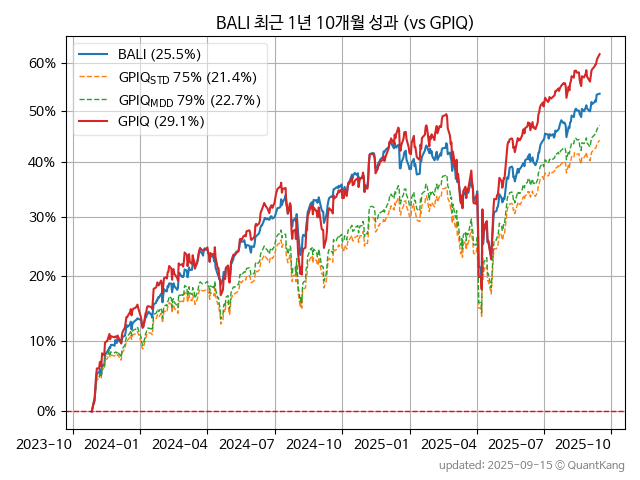 BALI 최근 1년 10개월 성과 (vs GPIQ)
BALI (25.5%)
GPIQSTD 75% (21.4%)
GPIQMDD 79% (22.7%)
GPIQ (29.1%)
60%
50%
40%
30%
20%
10%
0%
2023-10 2024-01 2024-04 2024-07 2024-10 2025-01 2025-04 2025-07 2025-10
updated: 2025-09-15 © QuantKang